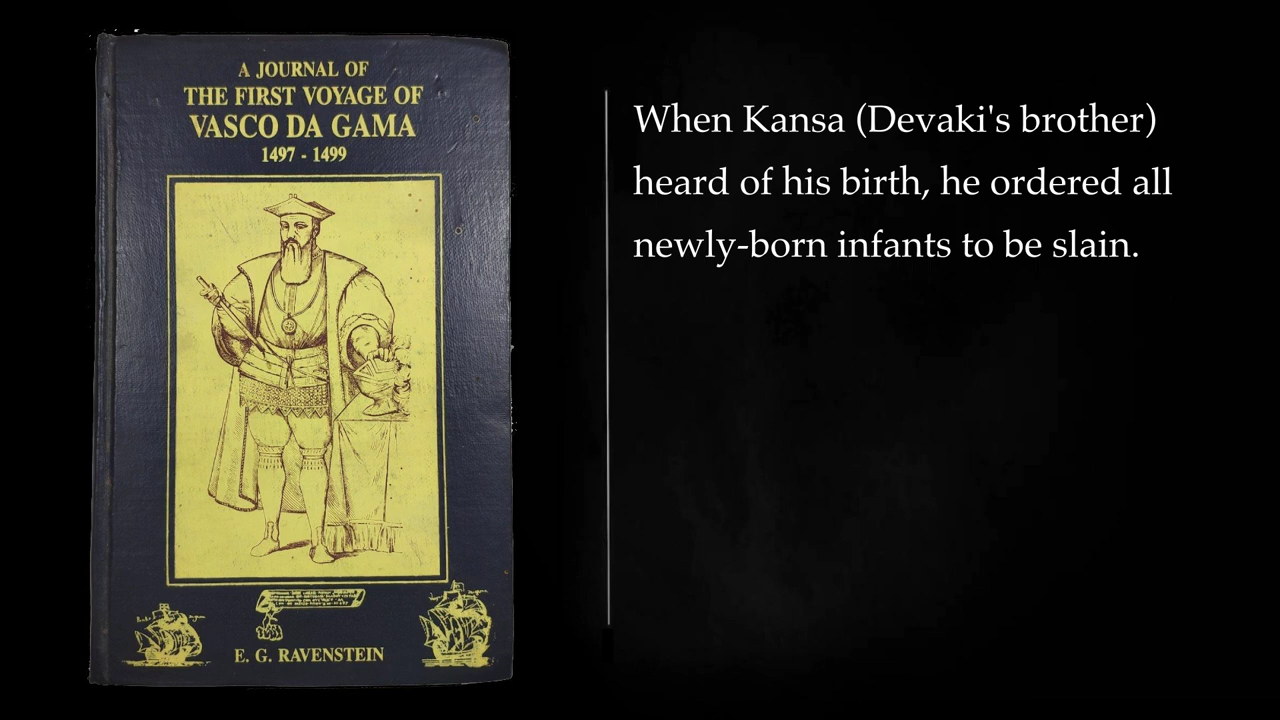 A JOURNAL OF
THE FIRST VOYAGE OF
VASCO DA GAMA
1497 - 1499
E. G. RAVENSTEIN
When Kansa (Devaki's brother)
heard of his birth, he ordered all
newly-born infants to be slain.